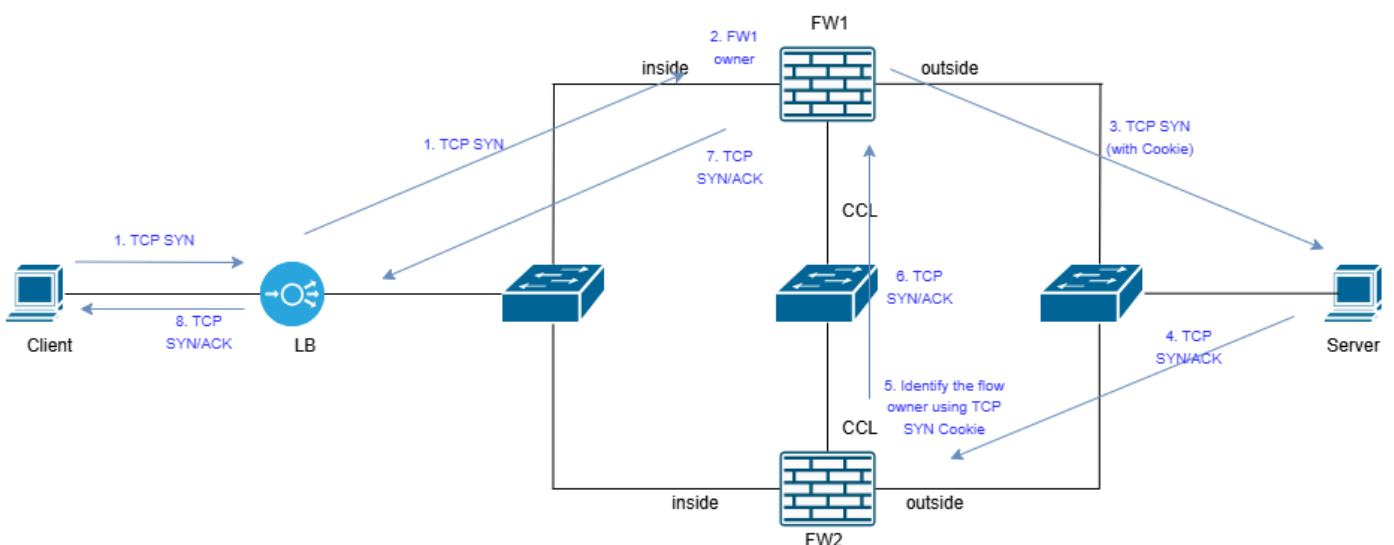 FW1
2. FW1
owner
inside
outside
1. TCP SYN
7. TCP
SYN/ACK
3. TCP SYN
(with Cookie)
CCL
1. TCP SYN
6. TCP
SYN/ACK
8. TCP
SYN/ACK
Client
LB
4. TCP
SYN/ACK
Server
5. Identify the flow
owner using TCP
SYN Cookie
CCL
inside
outside
FW2